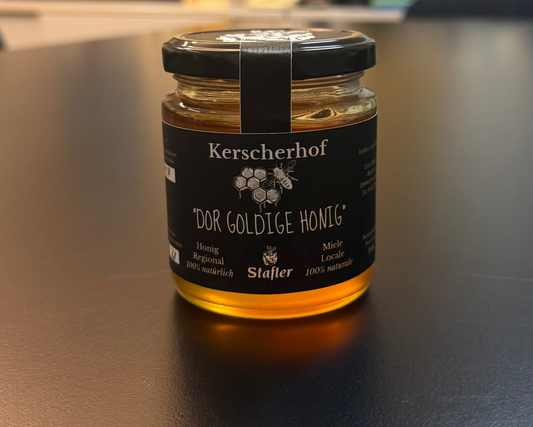 Kerscherhof
"DOR GOLDIGE HONIG"
Honig
Regional
100% natürlich
Stafler
Miele
Locale
100% naturale